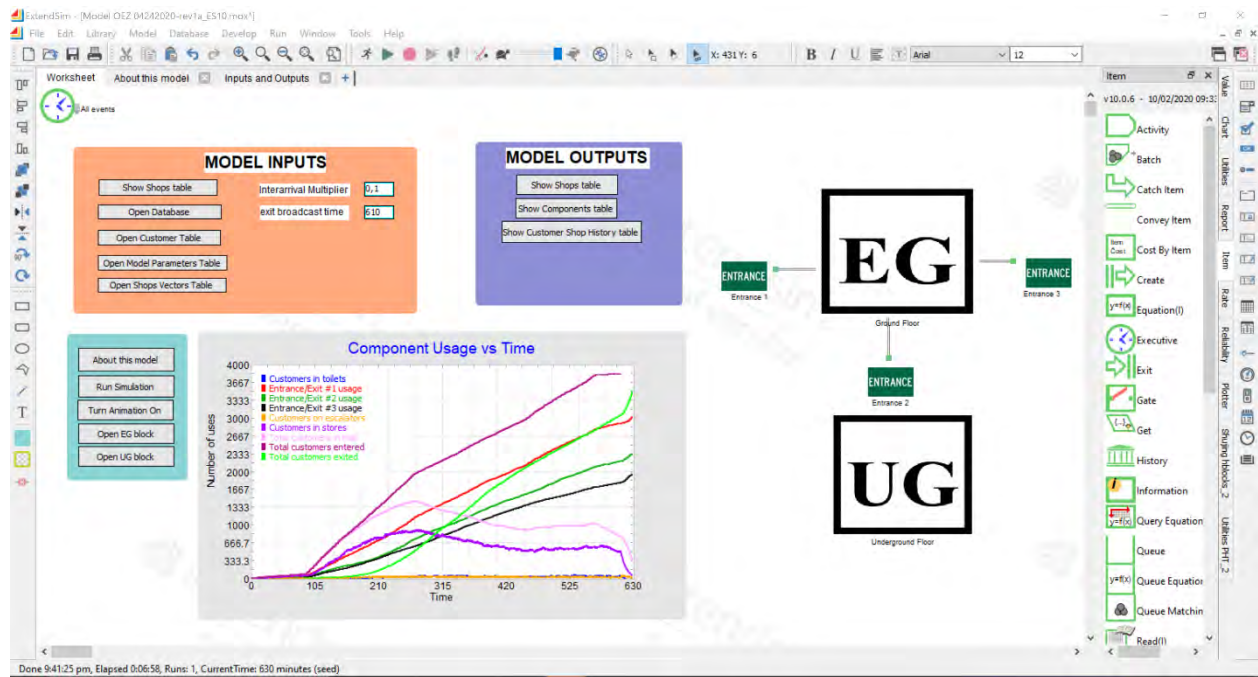 ExtendSim - [Model OEZ 04242020-rev1a_ES10.mox*]
File Edit Library Model Database Develop Run Window Tools Help
X: 431 Y: 6
B I U
Arial
12
Worksheet
About this model
Inputs and Outputs
All events
MODEL INPUTS
Show Shops table
Interarrival Multiplier
0,1
Open Database
exit broadcast time
610
Open Customer Table
Open Model Parameters Table
Open Shops Vectors Table
MODEL OUTPUTS
Show Shops table
Show Components table
Show Customer Shop History table
About this model
Run Simulation
Turn Animation On
Open EG block
Open UG block
Component Usage vs Time
Number of uses
4000
3667
3333
3000
2667
2333
2000
1667
1333
1000
666.7
333.3
0
Customers in toilets
Entrance/Exit #1 usage
Entrance/Exit #2 usage
Entrance/Exit #3 usage
Customers on escalators
Customers in stores
Total customers entered
Total customers exited
0 105 210 315 420 525 630
Time
EG
Ground Floor
ENTRANCE
Entrance 1
ENTRANCE
Entrance 3
ENTRANCE
Entrance 2
UG
Underground Floor
Item
v10.0.6 - 10/02/2020 09:3
Activity
Batch
Catch Item
Convey Item
Item
Cost
Cost By Item
Create
y=f(x)
Equation(I)
Executive
Exit
Gate
Get
History
Information
y=f(x)
Query Equation
Queue
y=f(x)
Queue Equation
Queue Matchin
Read(I)
Value
Chart
Utilities
Report
Item
Rate
Reliability
Plotter
Shujing hblocks_2
Utilities PHT_2
Done 9:41:25 pm, Elapsed 0:06:58, Runs: 1, CurrentTime: 630 minutes (seed)